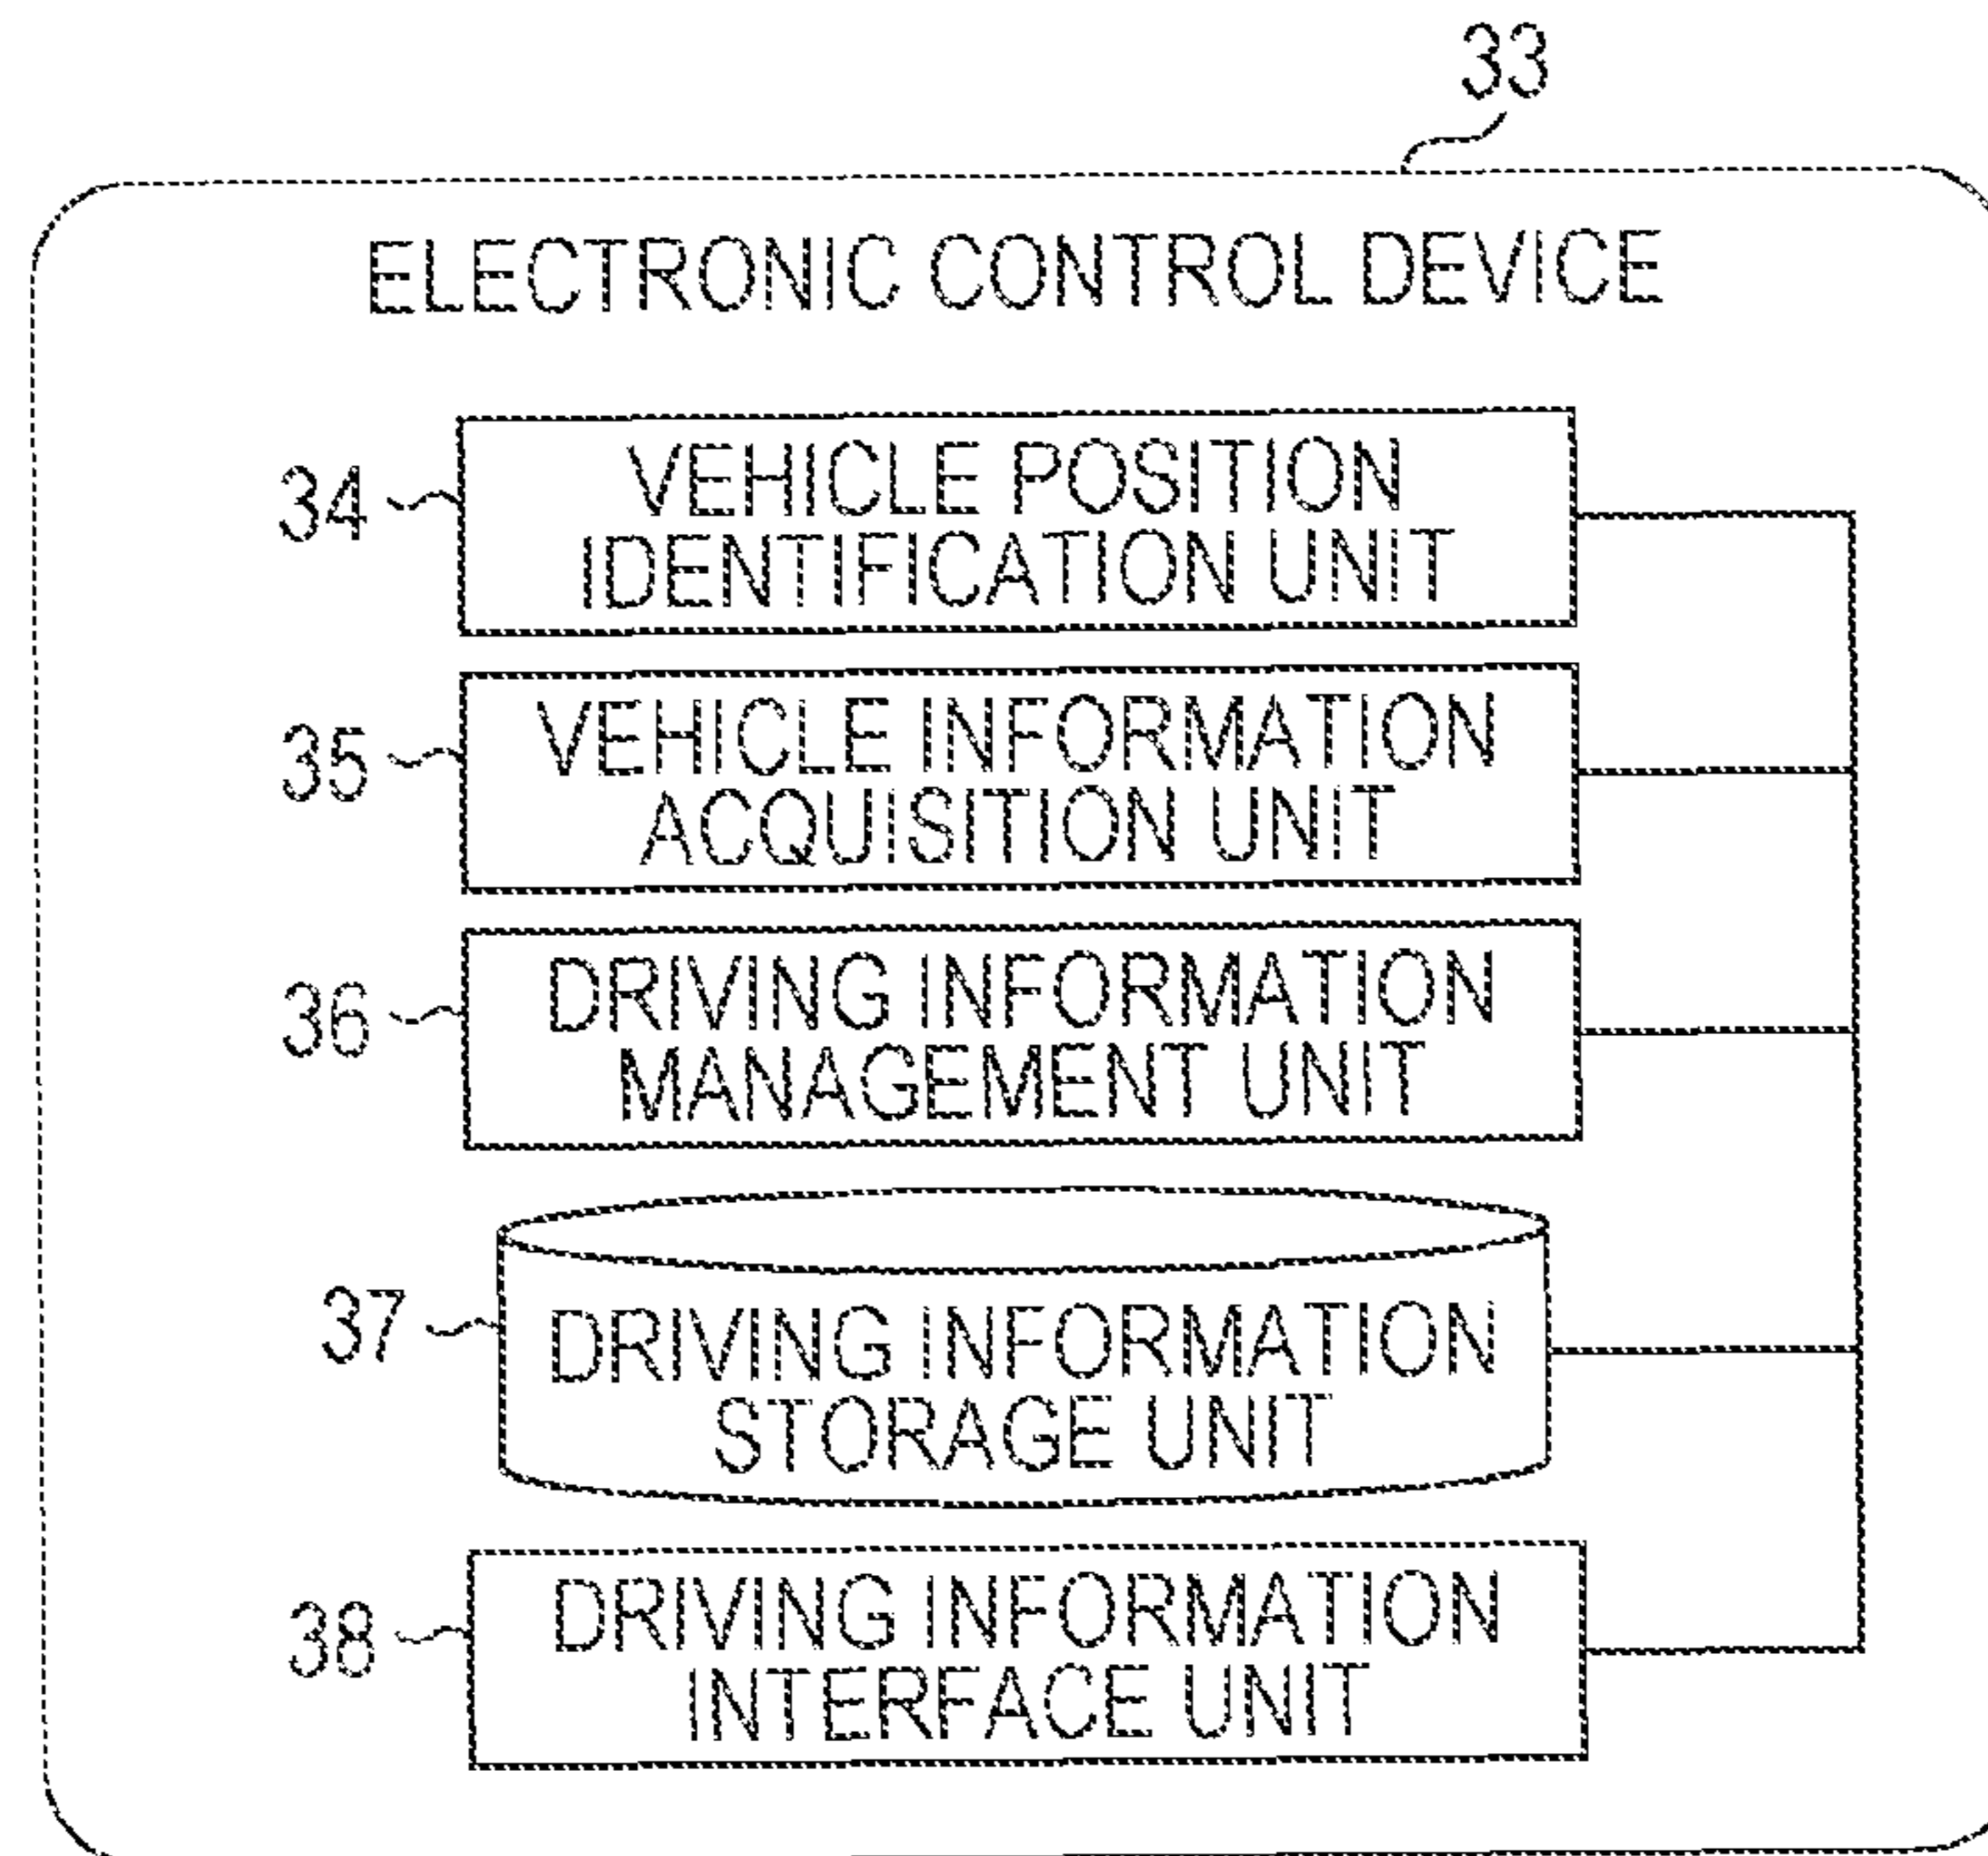 33
ELECTRONIC CONTROL DEVICE
34
VEHICLE POSITION
IDENTIFICATION UNIT
35
VEHICLE INFORMATION
ACQUISITION UNIT
36
DRIVING INFORMATION
MANAGEMENT UNIT
37
DRIVING INFORMATION
STORAGE UNIT
38
DRIVING INFORMATION
INTERFACE UNIT